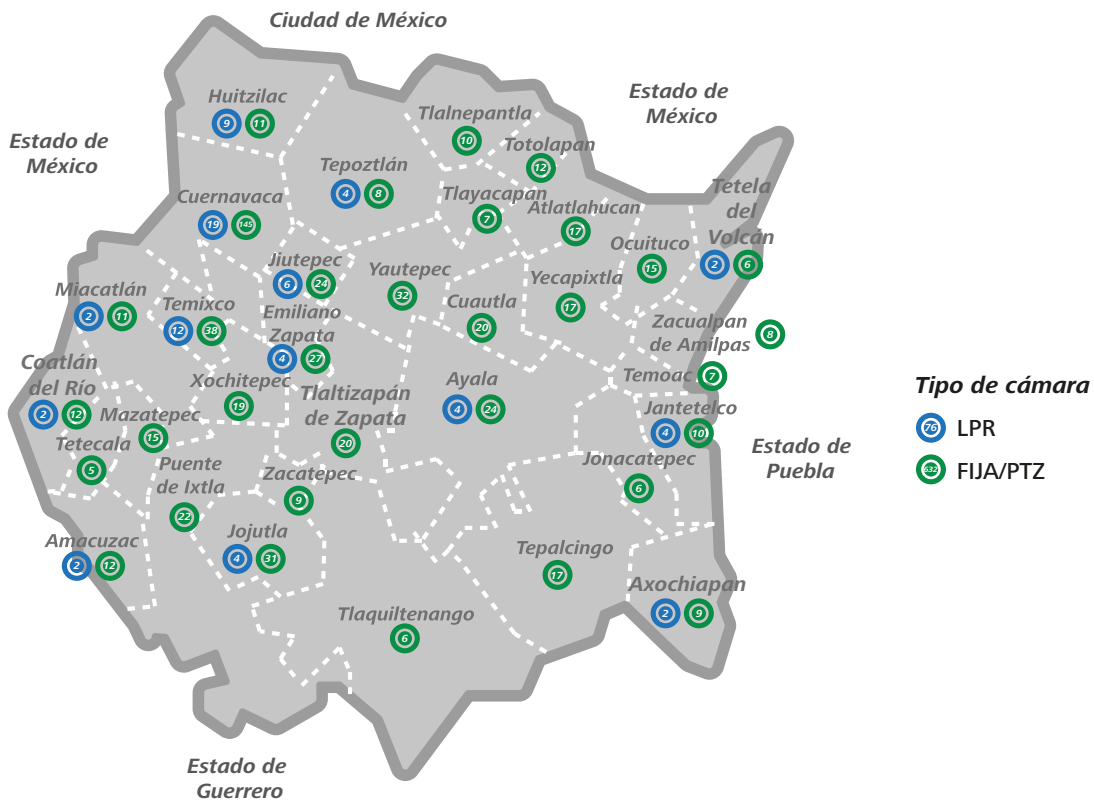 Ciudad de México
Estado de
México
Estado de
México
Huitzilac
9 11
Tlalnepantla
10
Totolapan
12
Tepoztlán
4 8
Tlayacapan
7
Atlatlahucan
17
Tetela
del
Volcán
2 6
Cuernavaca
19 145
Ocuituco
15
Jiutepec
6 24
Yautepec
32
Yecapixtla
17
Cuautla
20
Miacatlán
2 11
Temixco
12 38
Emiliano
Zapata
4 27
Zacualpan
de Amilpas
8
Temoac
7
Coatlán
del Río
2 12
Xochitepec
19
Tlaltizapán
de Zapata
20
Ayala
4 24
Jantetelco
4 10
Mazatepec
15
Tetecala
5
Puente
de Ixtla
22
Zacatepec
9
Jonacatepec
6
Estado de
Puebla
Amacuzac
2 12
Jojutla
4 31
Tepalcingo
17
Axochiapan
2 9
Tlaquiltenango
6
Estado de
Guerrero
Tipo de cámara
76 LPR
632 FIJA/PTZ